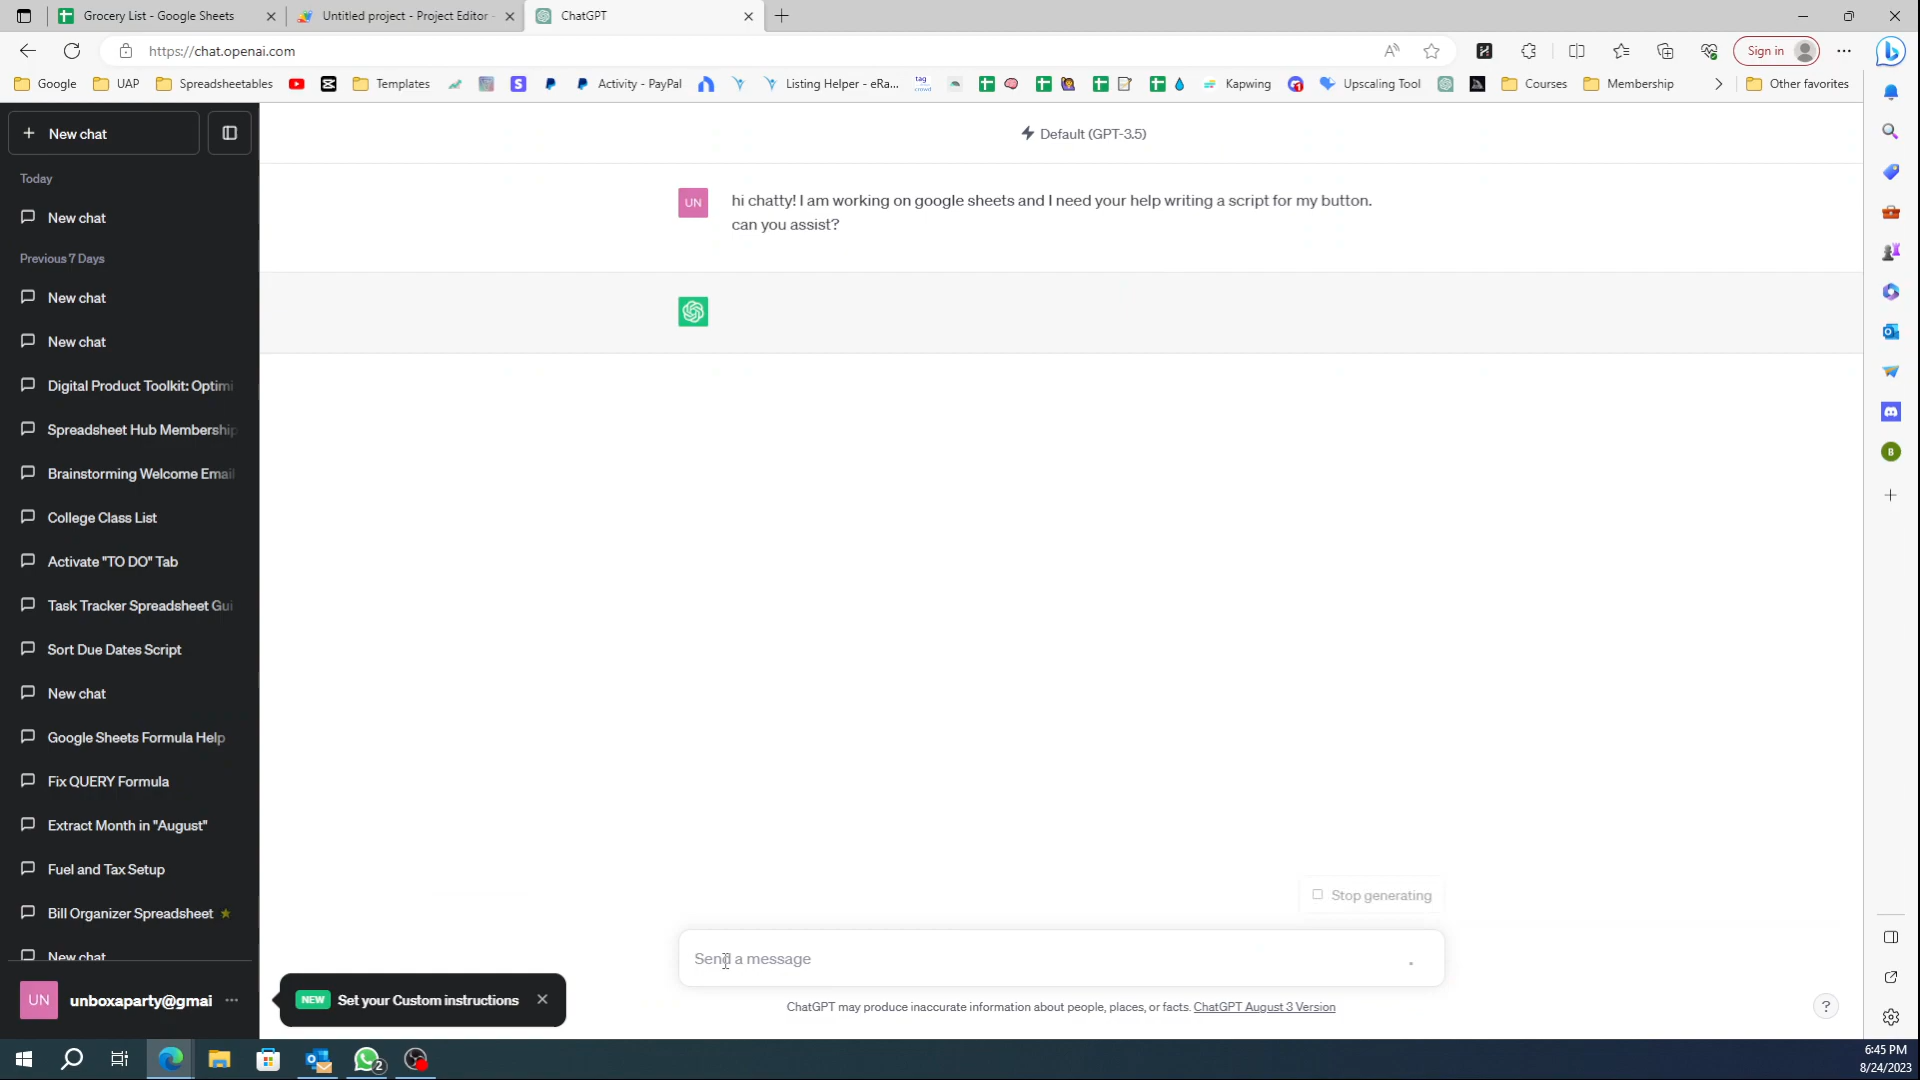 Grocery List - Google Sheets
Untitled project - Project Editor -
ChatGPT
https://chat.openai.com
Sign in
Google
UAP
Spreadsheetables
Templates
Activity - PayPal
Listing Helper - eRa...
Kapwing
Upscaling Tool
Courses
Membership
Other favorites
New chat
Default (GPT-3.5)
Today
New chat
Previous 7 Days
New chat
New chat
Digital Product Toolkit: Optimi
Spreadsheet Hub Membership
Brainstorming Welcome Email
College Class List
Activate "TO DO" Tab
Task Tracker Spreadsheet Gui
Sort Due Dates Script
New chat
Google Sheets Formula Help
Fix QUERY Formula
Extract Month in "August"
Fuel and Tax Setup
Bill Organizer Spreadsheet
New chat
UN
unboxaparty@gmai
NEW Set your Custom instructions
UN
hi chatty! I am working on google sheets and I need your help writing a script for my button.
can you assist?
Stop generating
Send a message
ChatGPT may produce inaccurate information about people, places, or facts. ChatGPT August 3 Version
?
B
2
6:45 PM
8/24/2023